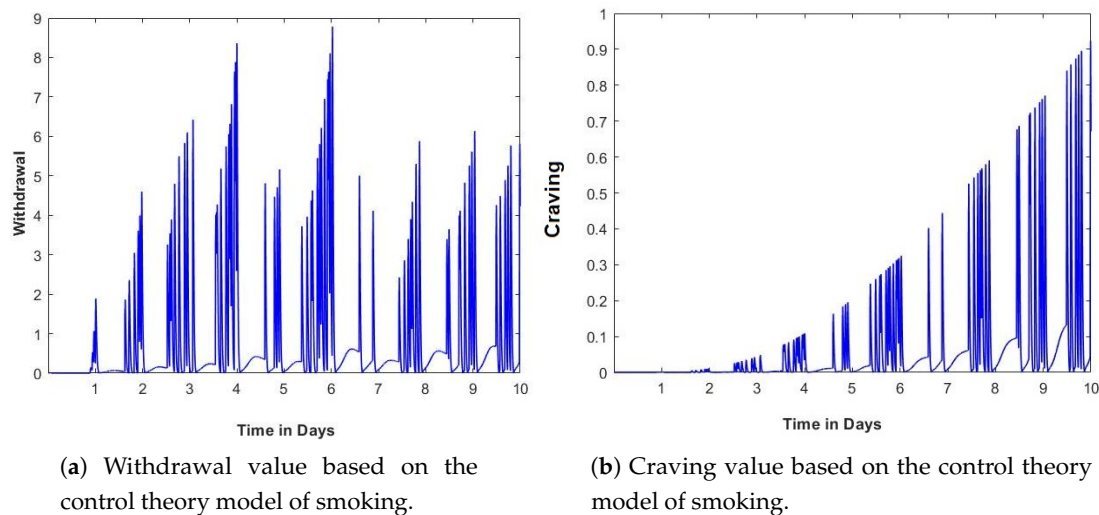 9
8
7
6
5
4
3
2
1
0
Withdrawal
1 2 3 4 5 6 7 8 9 10
Time in Days
(a) Withdrawal value based on the
control theory model of smoking.
1
0.9
0.8
0.7
0.6
0.5
0.4
0.3
0.2
0.1
0
Craving
1 2 3 4 5 6 7 8 9 10
Time in Days
(b) Craving value based on the control theory
model of smoking.